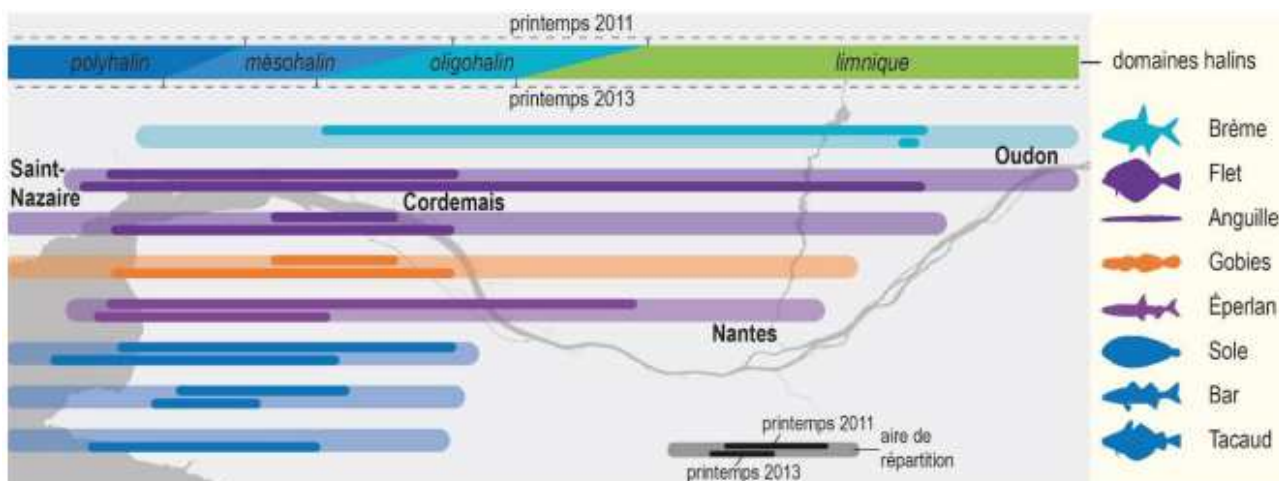 printemps 2011
polyhalin mésohalin oligohalin limnique domaines halins
printemps 2013
Brème
Saint-
Nazaire
Oudon
Flet
Cordemais
Anguille
Gobies
Éperlan
Nantes
Sole
Bar
printemps 2011
aire de
répartition
printemps 2013
Tacaud